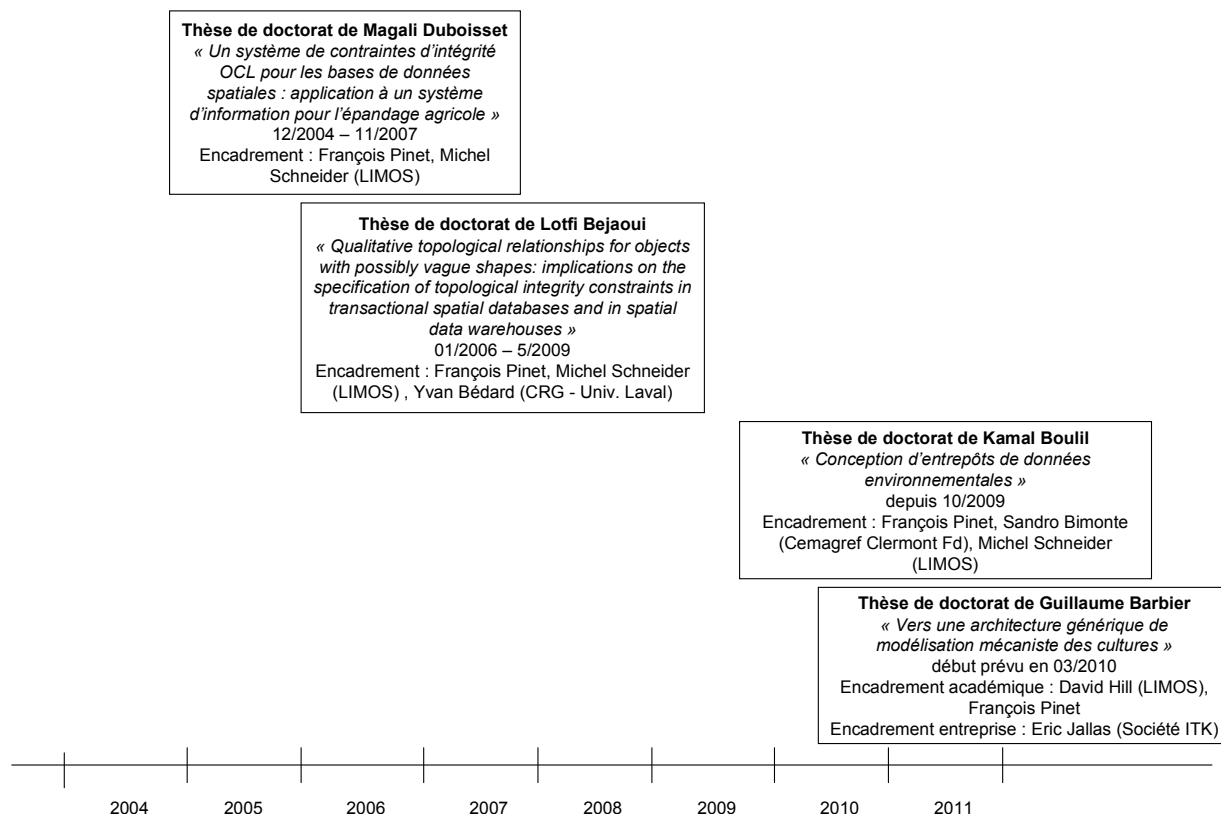 Thèse de doctorat de Magali Duboisset
« Un système de contraintes d'intégrité
OCL pour les bases de données
spatiales : application à un système
d'information pour l'épandage agricole »
12/2004 – 11/2007
Encadrement : François Pinet, Michel
Schneider (LIMOS)
Thèse de doctorat de Lotfi Bejaoui
« Qualitative topological relationships for objects
with possibly vague shapes: implications on the
specification of topological integrity constraints in
transactional spatial databases and in spatial
data warehouses »
01/2006 – 5/2009
Encadrement : François Pinet, Michel Schneider
(LIMOS) , Yvan Bédard (CRG - Univ. Laval)
Thèse de doctorat de Kamal Boulil
« Conception d'entrepôts de données
environnementales »
depuis 10/2009
Encadrement : François Pinet, Sandro Bimonte
(Cemagref Clermont Fd), Michel Schneider
(LIMOS)
Thèse de doctorat de Guillaume Barbier
« Vers une architecture générique de
modélisation mécaniste des cultures »
début prévu en 03/2010
Encadrement académique : David Hill (LIMOS),
François Pinet
Encadrement entreprise : Eric Jallas (Société ITK)
2004 2005 2006 2007 2008 2009 2010 2011